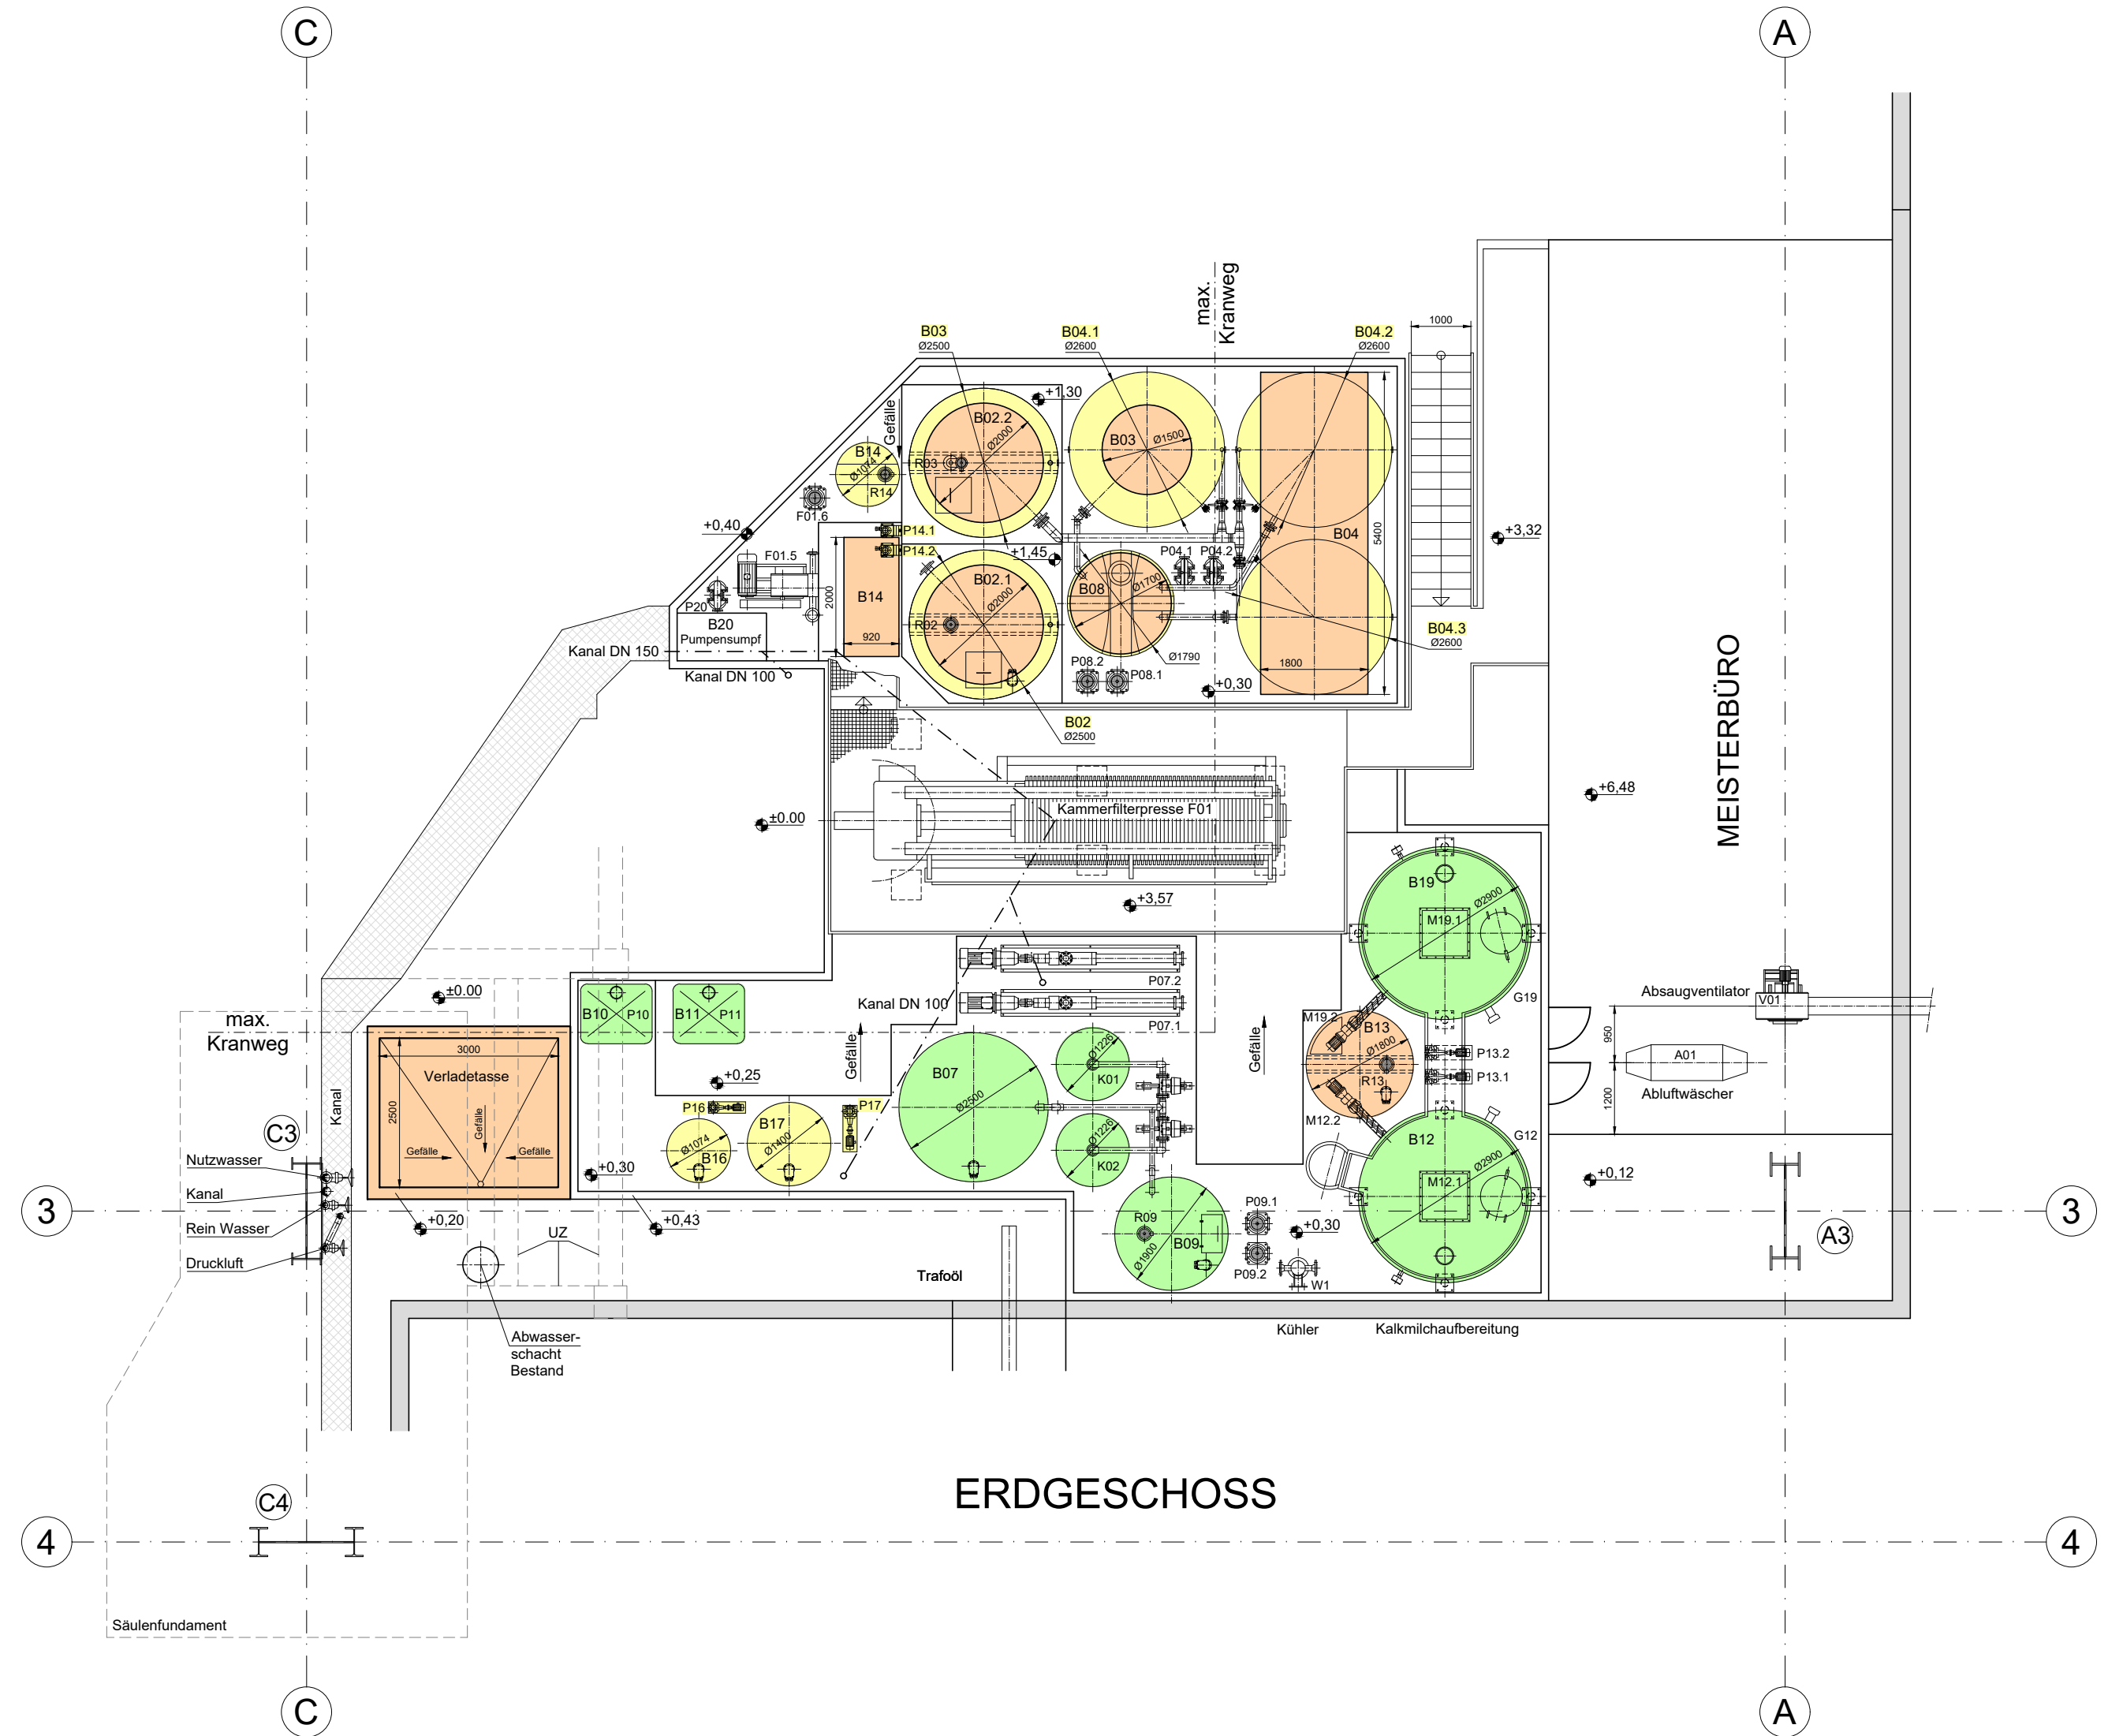 C
A
max.
Kranweg
B03
Ø2500
B04.1
Ø2600
B04.2
Ø2600
1000
+1,30
Gefälle
B02.2
Ø2000
R03
B03
Ø1500
B14
Ø1074
R14
F01.6
+0,40
P14.1
P14.2
F01.5
+1,45
P04.1
P04.2
B04
5400
+3,32
B14
2000
920
B02.1
Ø2000
R02
B08
Ø1700
Ø1790
P20
B20
Pumpensumpf
Kanal DN 150
Kanal DN 100
B04.3
Ø2600
P08.2
P08.1
1800
+0,30
B02
Ø2500
MEISTERBÜRO
+6,48
±0.00
Kammerfilterpresse F01
+3,57
B19
Ø2900
M19.1
G19
P07.2
P07.1
Kanal DN 100
±0.00
B10
P10
B11
P11
max.
Kranweg
3000
Verladetasse
2500
Gefälle
Gefälle
Gefälle
Kanal
+0,25
Gefälle
B07
Ø2500
Ø1226
K01
Ø1226
K02
Gefälle
M19.2
B13
Ø1800
R13
P13.2
P13.1
M12.2
B12
Ø2900
M12.1
G12
Absaugventilator
V01
950
A01
Abluftwäscher
1200
P16
P17
B17
Ø1400
Ø1074
B16
+0,30
C3
Nutzwasser
Kanal
Rein Wasser
Druckluft
3
3
+0,20
+0,43
UZ
+0,12
A3
R09
B09
Ø1900
P09.1
P09.2
+0,30
W1
Trafoöl
Abwasser-
schacht
Bestand
Kühler
Kalkmilchaufbereitung
ERDGESCHOSS
C4
4
4
Säulenfundament
C
A